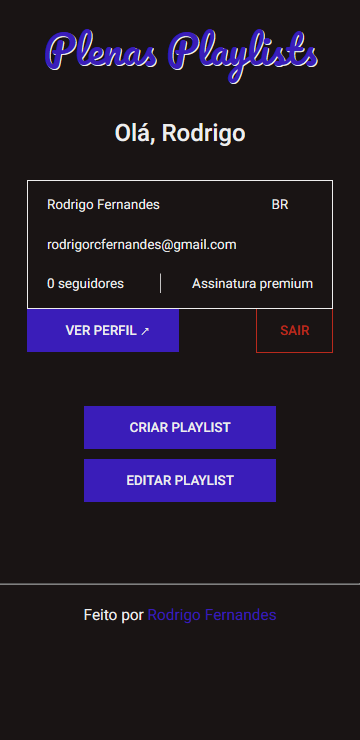 Plenas Playlists
Olá, Rodrigo
Rodrigo Fernandes BR
rodrigorcfernandes@gmail.com
0 seguidores Assinatura premium
VER PERFIL ↗ SAIR
CRIAR PLAYLIST
EDITAR PLAYLIST
Feito por Rodrigo Fernandes